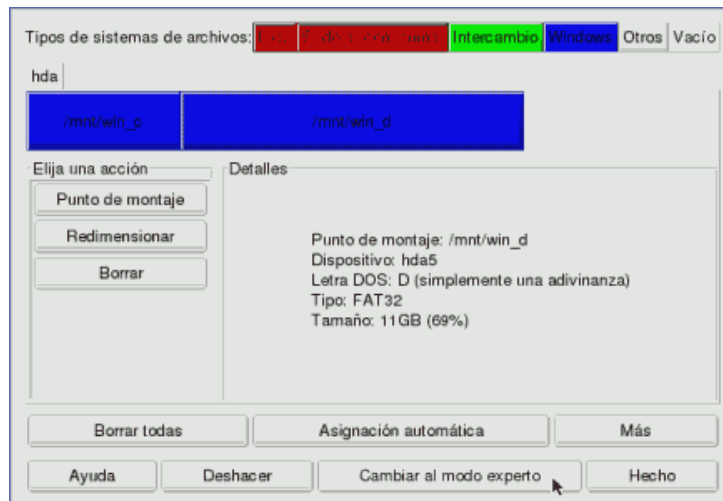 Tipos de sistemas de archivos: Intercambio Windows Otros Vacío
hda
/mnt/win_c /mnt/win_d
Elija una acción
Detalles
Punto de montaje
Redimensionar
Borrar
Punto de montaje: /mnt/win_d
Dispositivo: hda5
Letra DOS: D (simplemente una adivinanza)
Tipo: FAT32
Tamaño: 11GB (69%)
Borrar todas Asignación automática Más
Ayuda Deshacer Cambiar al modo experto Hecho